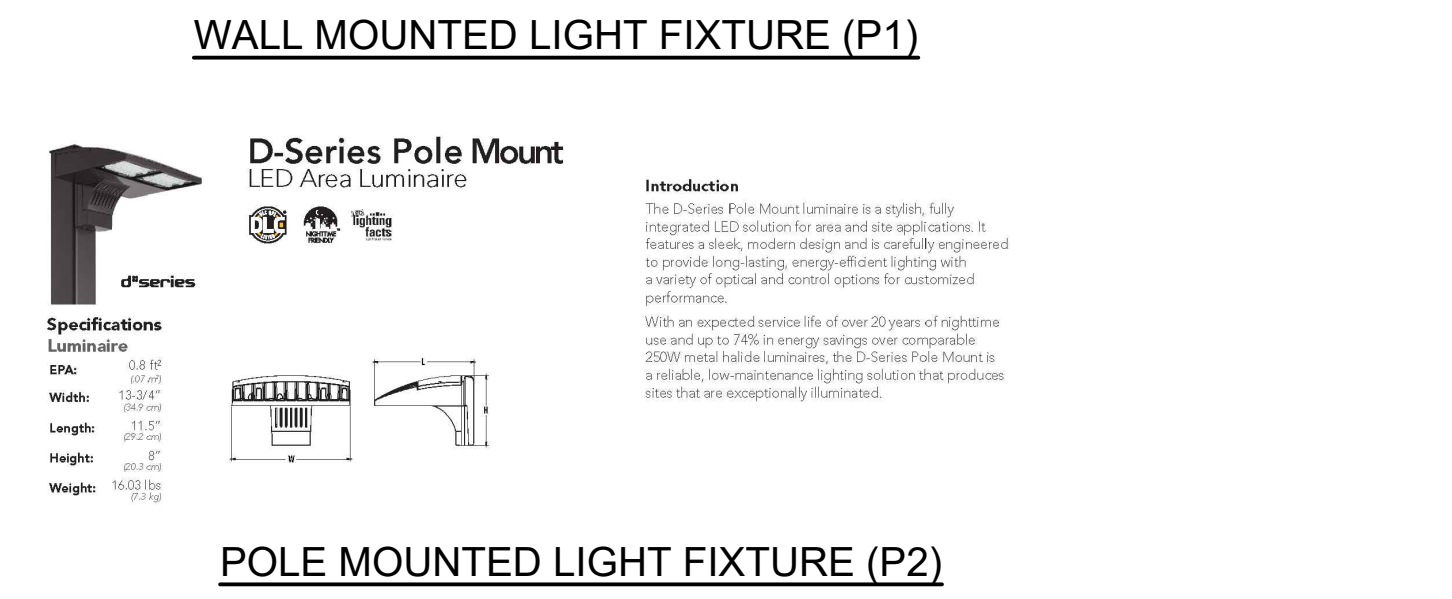 WALL MOUNTED LIGHT FIXTURE (P1)
D-Series Pole Mount
LED Area Luminaire
DLC
NIGHTTIME
FRIENDLY
lighting
facts
d"series
Specifications
Luminaire
EPA: 0.8 ft²
(.07 m²)
Width: 13-3/4"
(34.9 cm)
Length: 11.5"
(29.2 cm)
Height: 8"
(20.3 cm)
Weight: 16.03 lbs
(7.3 kg)
W
L
H
Introduction
The D-Series Pole Mount luminaire is a stylish, fully
integrated LED solution for area and site applications. It
features a sleek, modern design and is carefully engineered
to provide long-lasting, energy-efficient lighting with
a variety of optical and control options for customized
performance.
With an expected service life of over 20 years of nighttime
use and up to 74% in energy savings over comparable
250W metal halide luminaires, the D-Series Pole Mount is
a reliable, low-maintenance lighting solution that produces
sites that are exceptionally illuminated.
POLE MOUNTED LIGHT FIXTURE (P2)